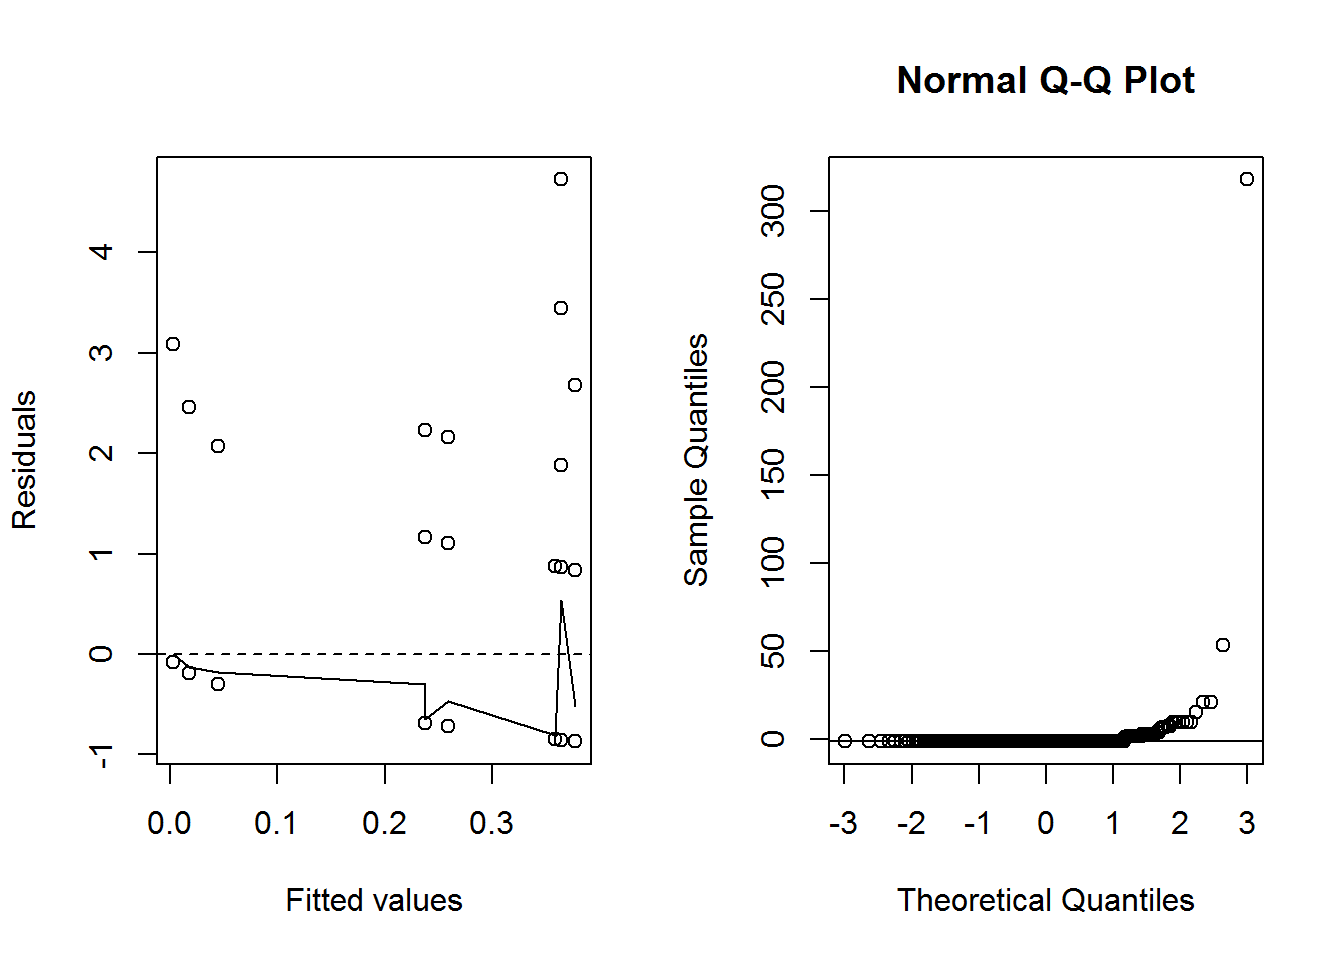 Normal Q-Q Plot
Residuals
4
3
2
1
0
-1
0.0 0.1 0.2 0.3
Fitted values
Sample Quantiles
300
250
200
150
100
50
0
-3 -2 -1 0 1 2 3
Theoretical Quantiles